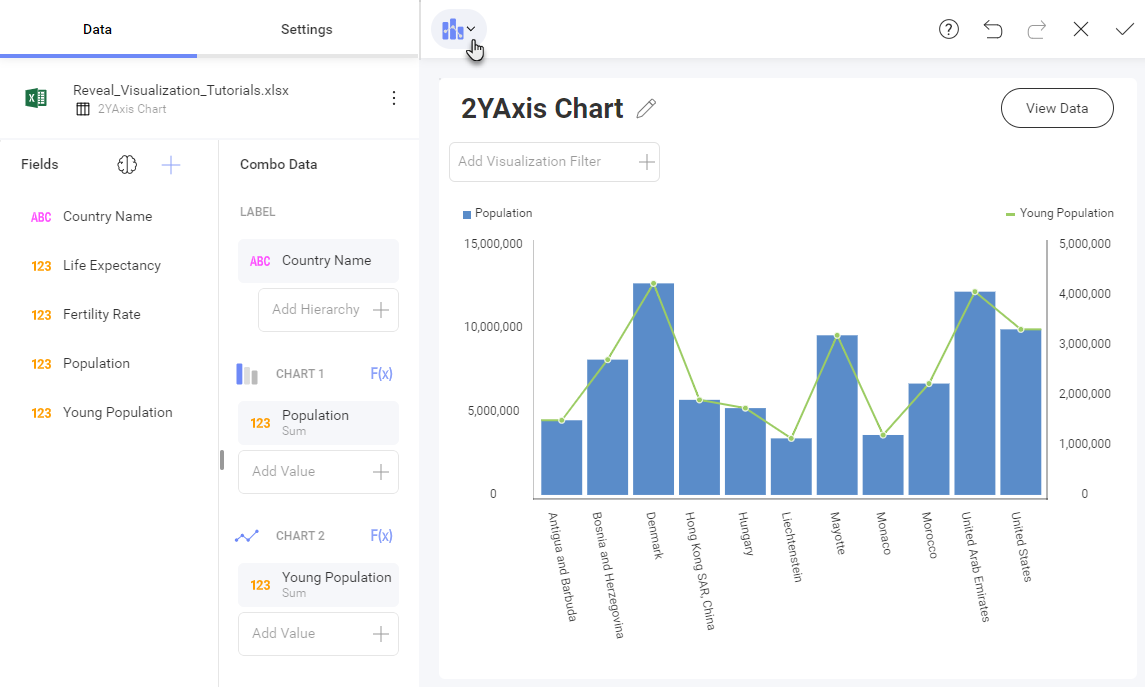 Data
Settings
Reveal_Visualization_Tutorials.xlsx
2YAxis Chart
Fields
ABC Country Name
123 Life Expectancy
123 Fertility Rate
123 Population
123 Young Population
Combo Data
LABEL
ABC Country Name
Add Hierarchy
CHART 1 F(x)
123 Population
Sum
Add Value
CHART 2 F(x)
123 Young Population
Sum
Add Value
2YAxis Chart
View Data
Add Visualization Filter
Population
Young Population
15,000,000
10,000,000
5,000,000
0
5,000,000
4,000,000
3,000,000
2,000,000
1,000,000
0
Antigua and Barbuda
Bosnia and Herzegovina
Denmark
Hong Kong SAR, China
Hungary
Liechtenstein
Mayotte
Monaco
Morocco
United Arab Emirates
United States